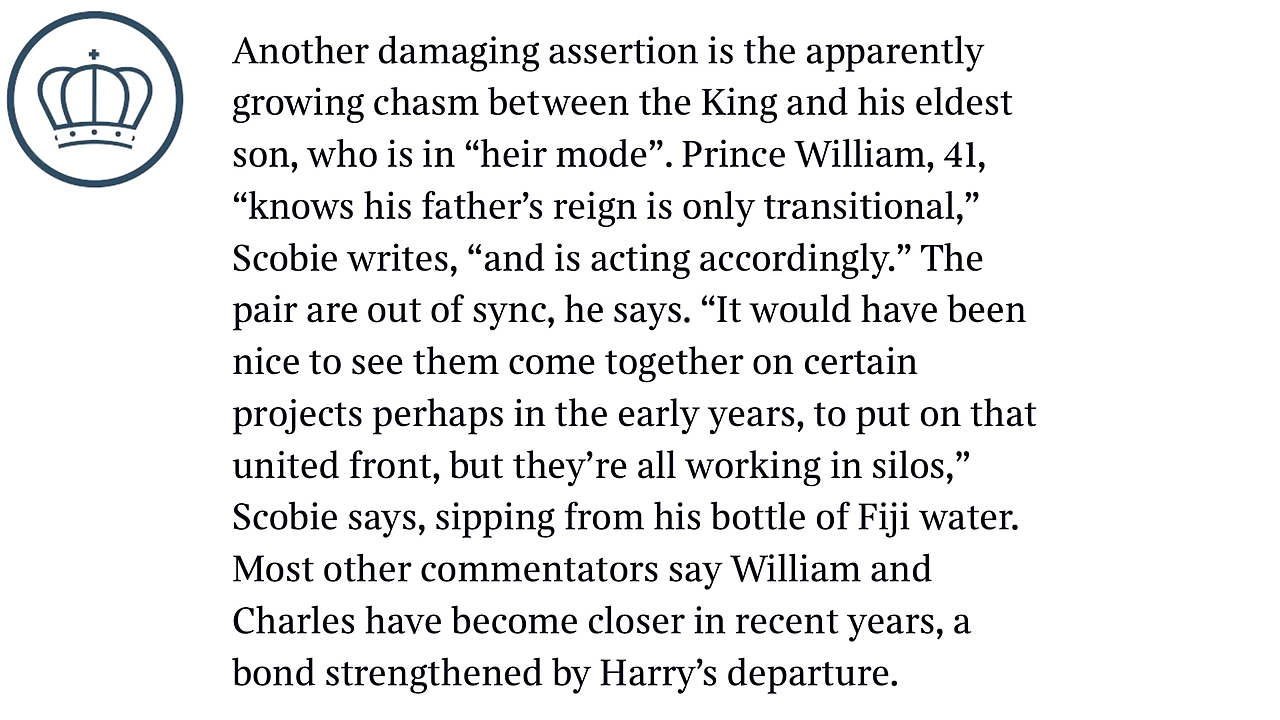 Another damaging assertion is the apparently
growing chasm between the King and his eldest
son, who is in “heir mode”. Prince William, 41,
“knows his father’s reign is only transitional,”
Scobie writes, “and is acting accordingly.” The
pair are out of sync, he says. “It would have been
nice to see them come together on certain
projects perhaps in the early years, to put on that
united front, but they’re all working in silos,”
Scobie says, sipping from his bottle of Fiji water.
Most other commentators say William and
Charles have become closer in recent years, a
bond strengthened by Harry’s departure.